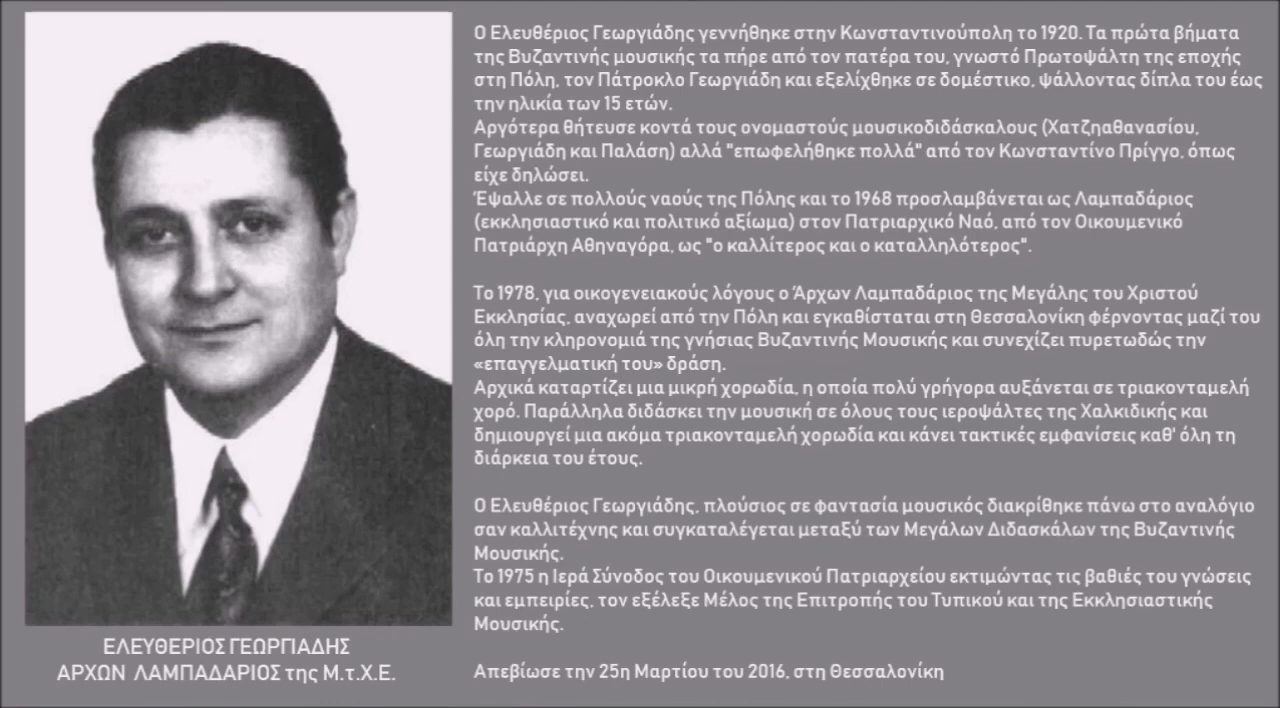 Ο Ελευθέριος Γεωργιάδης γεννήθηκε στην Κωνσταντινούπολη το 1920. Τα πρώτα βήματα
της Βυζαντινής μουσικής τα πήρε από τον πατέρα του, γνωστό Πρωτοψάλτη της εποχής
στη Πόλη, τον Πάτροκλο Γεωργιάδη και εξελίχθηκε σε δομέστικο, ψάλλοντας δίπλα του έως
την ηλικία των 15 ετών.
Αργότερα θήτευσε κοντά τους ονομαστούς μουσικοδιδάσκαλους (Χατζηαθανασίου,
Γεωργιάδη και Παλάση) αλλά "επωφελήθηκε πολλά" από τον Κωνσταντίνο Πρίγγο, όπως
είχε δηλώσει.
Έψαλλε σε πολλούς ναούς της Πόλης και το 1968 προσλαμβάνεται ως Λαμπαδάριος
(εκκλησιαστικό και πολιτικό αξίωμα) στον Πατριαρχικό Ναό, από τον Οικουμενικό
Πατριάρχη Αθηναγόρα, ως "ο καλλίτερος και ο καταλληλότερος".
Το 1978, για οικογενειακούς λόγους ο Άρχων Λαμπαδάριος της Μεγάλης του Χριστού
Εκκλησίας, αναχωρεί από την Πόλη και εγκαθίσταται στη Θεσσαλονίκη φέρνοντας μαζί του
όλη την κληρονομιά της γνήσιας Βυζαντινής Μουσικής και συνεχίζει πυρετωδώς την
«επαγγελματική του» δράση.
Αρχικά καταρτίζει μια μικρή χορωδία, η οποία πολύ γρήγορα αυξάνεται σε τριακονταμελή
χορό. Παράλληλα διδάσκει την μουσική σε όλους τους ιεροψάλτες της Χαλκιδικής και
δημιουργεί μια ακόμα τριακονταμελή χορωδία και κάνει τακτικές εμφανίσεις καθ' όλη τη
διάρκεια του έτους.
Ο Ελευθέριος Γεωργιάδης, πλούσιος σε φαντασία μουσικός διακρίθηκε πάνω στο αναλόγιο
σαν καλλιτέχνης και συγκαταλέγεται μεταξύ των Μεγάλων Διδασκάλων της Βυζαντινής
Μουσικής.
Το 1975 η Ιερά Σύνοδος του Οικουμενικού Πατριαρχείου εκτιμώντας τις βαθιές του γνώσεις
και εμπειρίες, τον εξέλεξε Μέλος της Επιτροπής του Τυπικού και της Εκκλησιαστικής
Μουσικής.
Απεβίωσε την 25η Μαρτίου του 2016, στη Θεσσαλονίκη
ΕΛΕΥΘΕΡΙΟΣ ΓΕΩΡΓΙΑΔΗΣ
ΑΡΧΩΝ ΛΑΜΠΑΔΑΡΙΟΣ της Μ.τ.Χ.Ε.